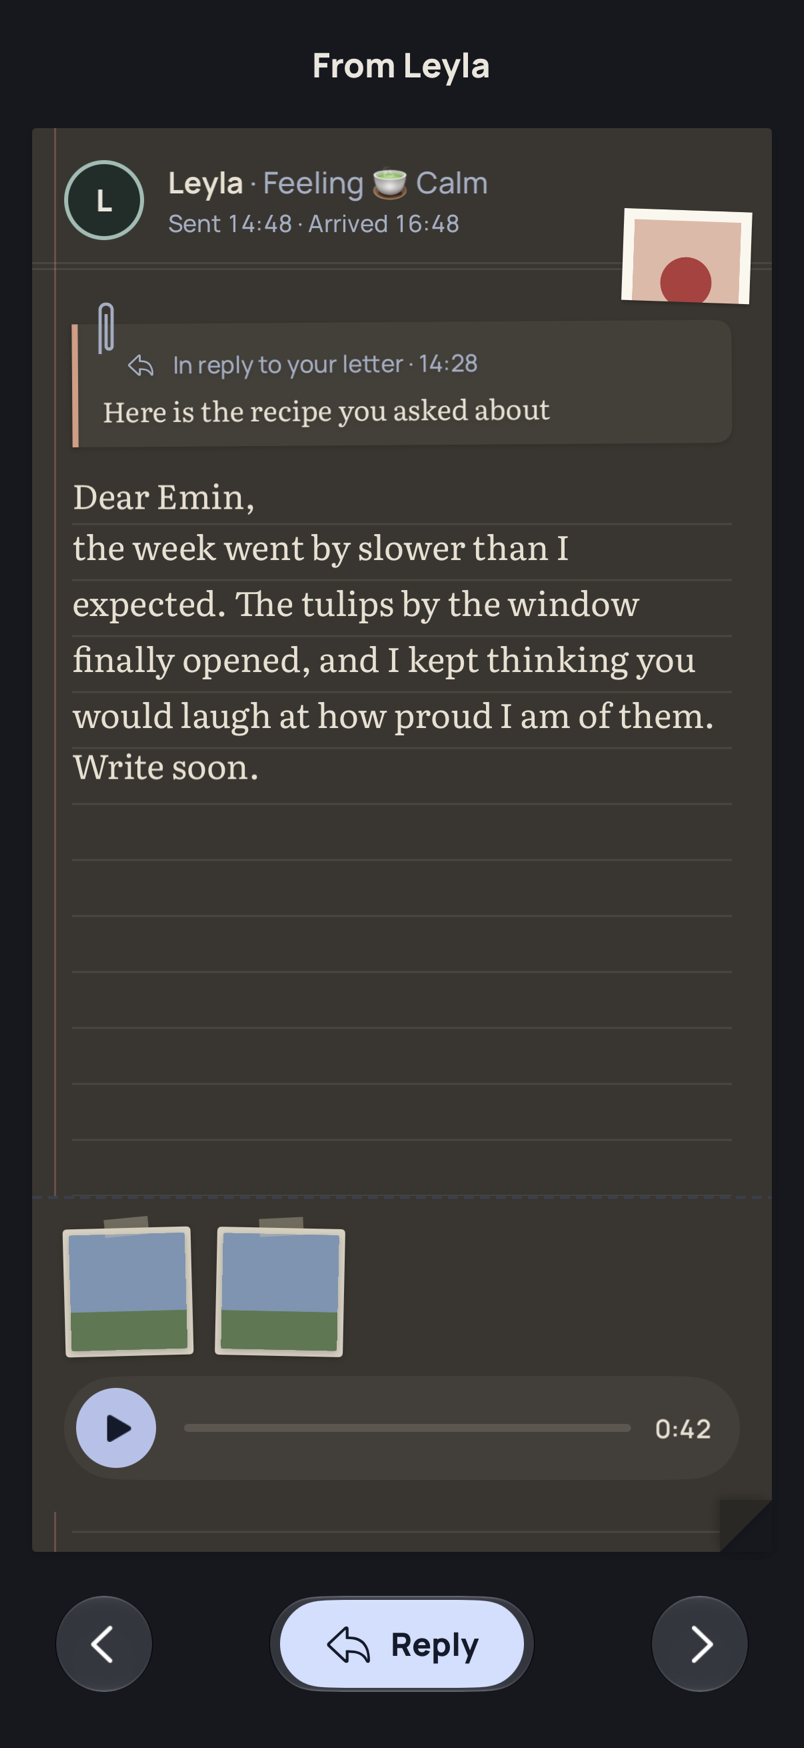 From Leyla
L
Leyla · Feeling 🍵 Calm
Sent 14:48 · Arrived 16:48
In reply to your letter · 14:28
Here is the recipe you asked about
Dear Emin,
the week went by slower than I
expected. The tulips by the window
finally opened, and I kept thinking you
would laugh at how proud I am of them.
Write soon.
0:42
Reply